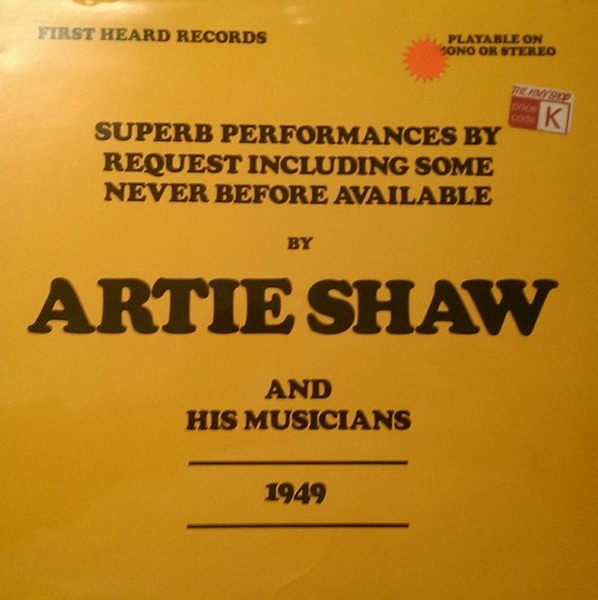 FIRST HEARD RECORDS
PLAYABLE ON
MONO OR STEREO
THE HMV SHOP
price
code K
SUPERB PERFORMANCES BY
REQUEST INCLUDING SOME
NEVER BEFORE AVAILABLE
BY
ARTIE SHAW
AND
HIS MUSICIANS
1949